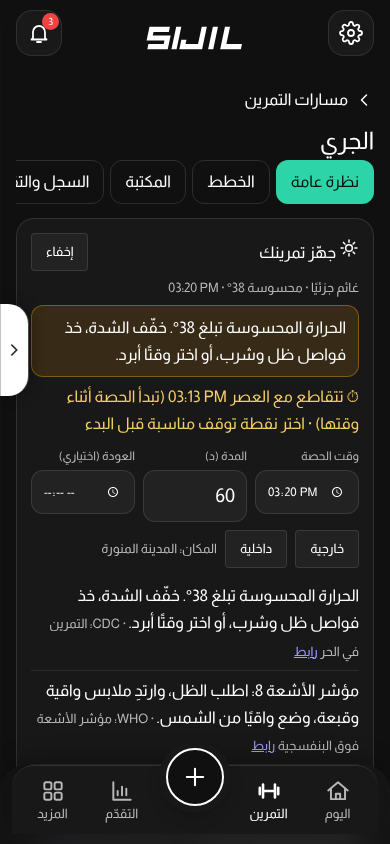 3
SIJIL
مسارات التمرين
الجري
نظرة عامة
الخطط
المكتبة
السجل والتق
جهّز تمرينك
إخفاء
غائم جزئيًا · محسوسة 38° · 03:20 PM
الحرارة المحسوسة تبلغ 38°. خفّف الشدة، خذ
فواصل ظل وشرب، أو اختر وقتًا أبرد.
⏱ تتقاطع مع العصر 03:13 PM (تبدأ الحصة أثناء
وقتها) · اختر نقطة توقف مناسبة قبل البدء
وقت الحصة
المدة (د)
العودة (اختياري)
03:20 PM
60
--:-- --
خارجية
داخلية
المكان: المدينة المنورة
الحرارة المحسوسة تبلغ 38°. خفّف الشدة، خذ
فواصل ظل وشرب، أو اختر وقتًا أبرد. · CDC: التمرين
في الحر رابط
مؤشر الأشعة 8: اطلب الظل، وارتدِ ملابس واقية
وقبعة، وضع واقيًا من الشمس. · WHO: مؤشر الأشعة
فوق البنفسجية رابط
اليوم
التمرين
التقدّم
المزيد